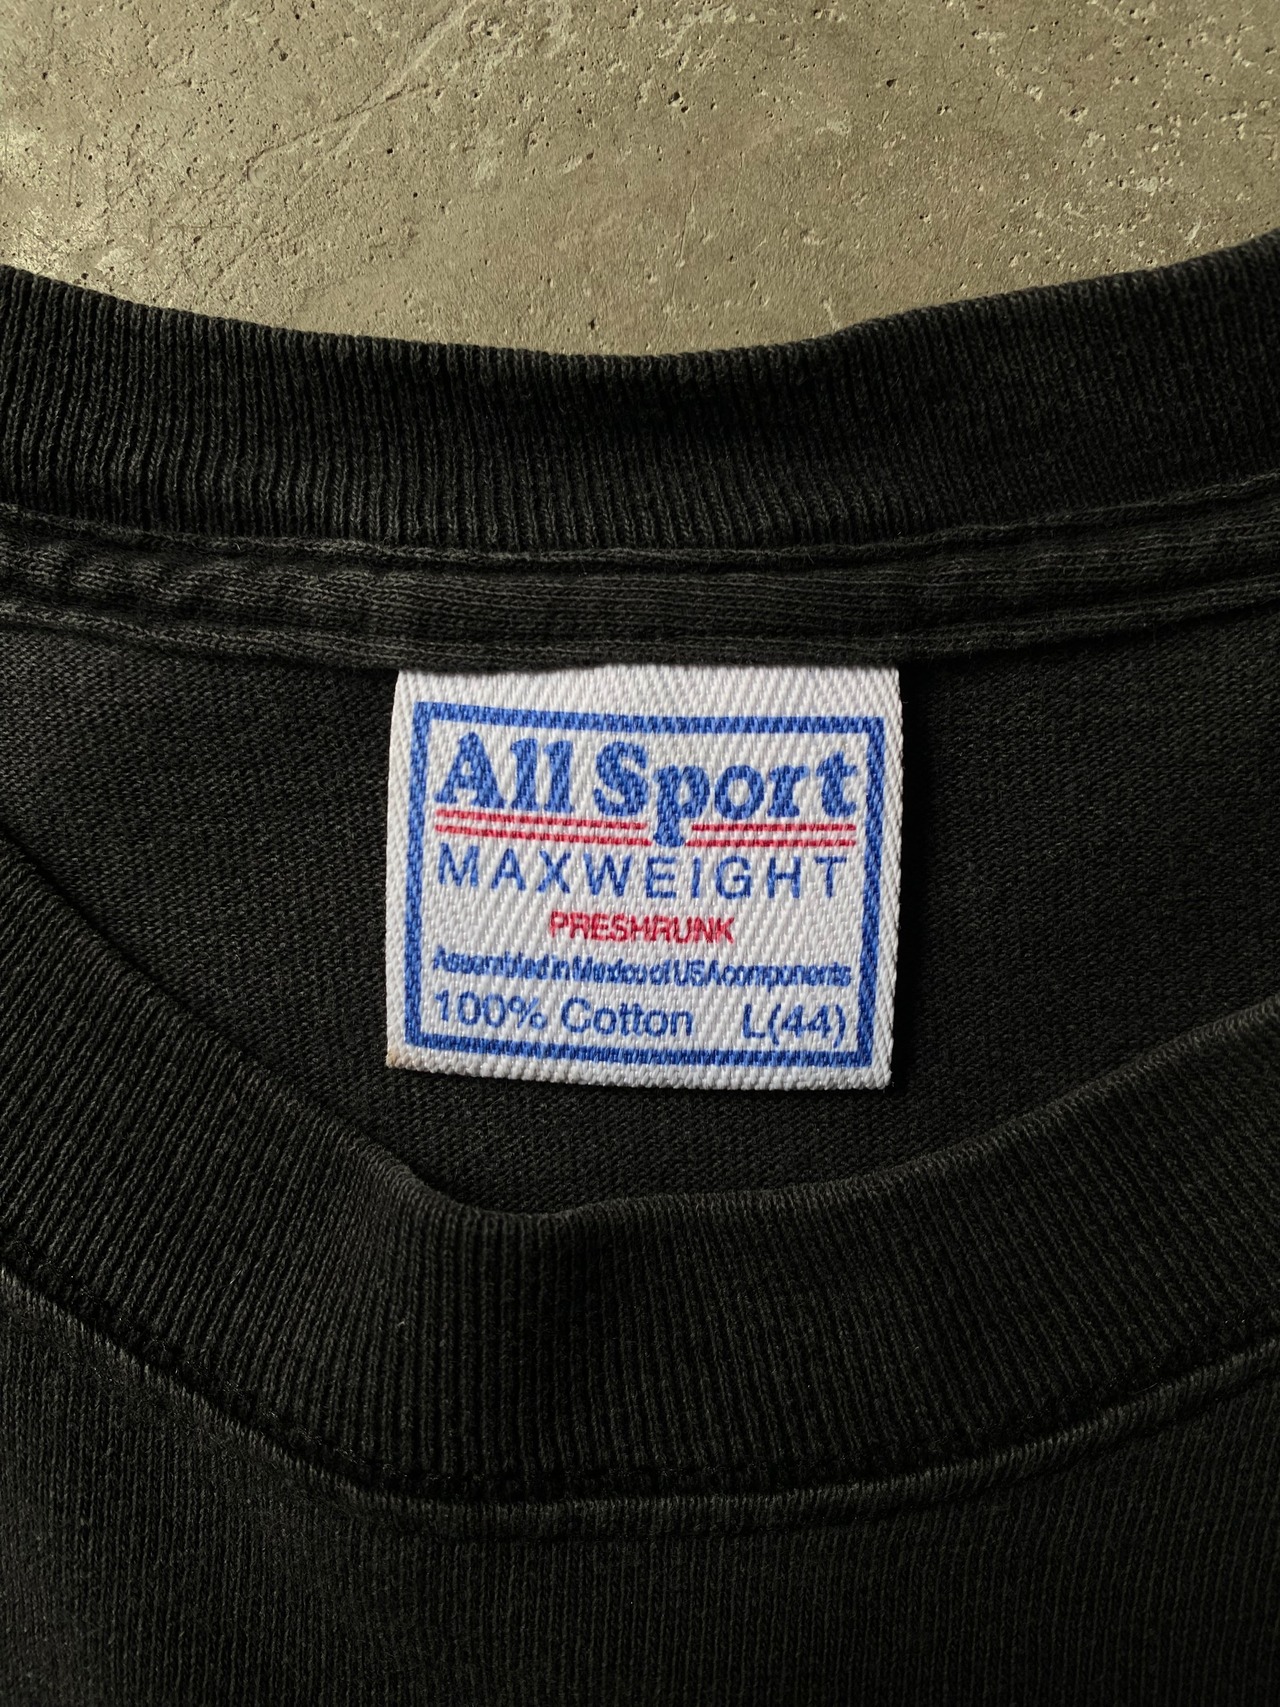 All Sport
MAXWEIGHT
PRESHRUNK
Assembled in Mexico of USA components
100% Cotton L(44)